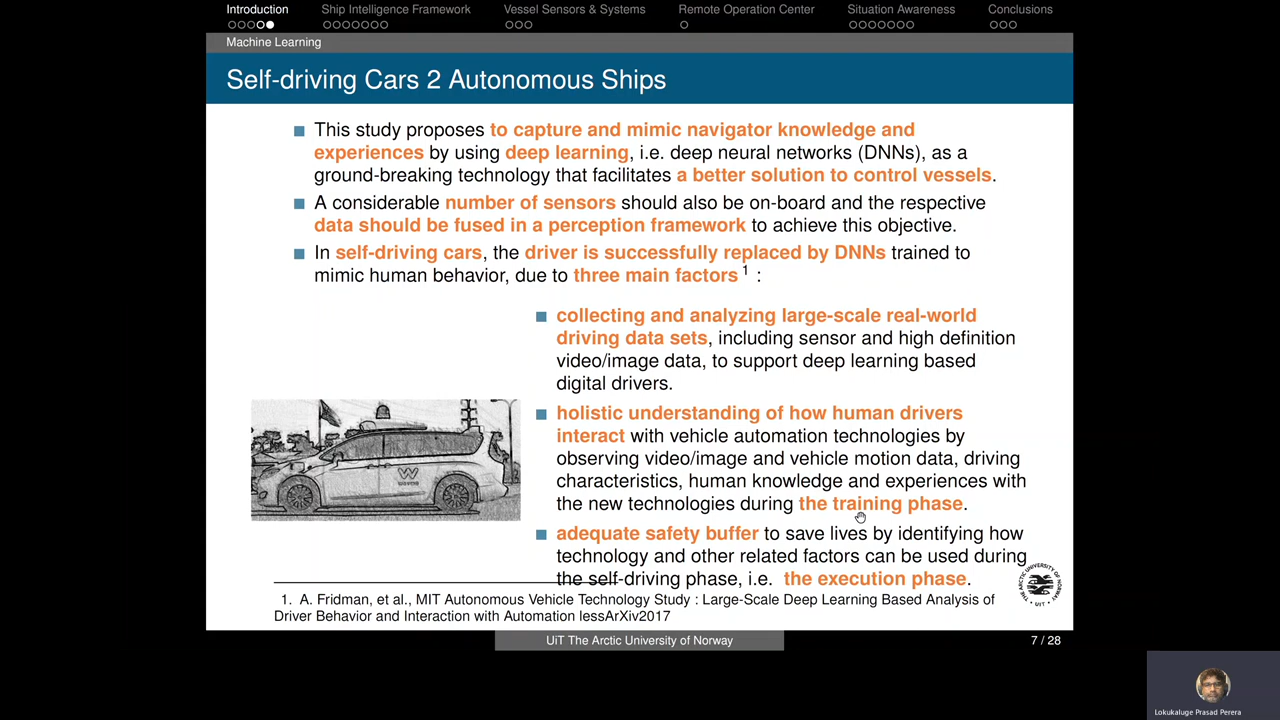 Introduction
Ship Intelligence Framework
Vessel Sensors & Systems
Remote Operation Center
Situation Awareness
Conclusions
Machine Learning
Self-driving Cars 2 Autonomous Ships
This study proposes to capture and mimic navigator knowledge and
experiences by using deep learning, i.e. deep neural networks (DNNs), as a
ground-breaking technology that facilitates a better solution to control vessels.
A considerable number of sensors should also be on-board and the respective
data should be fused in a perception framework to achieve this objective.
In self-driving cars, the driver is successfully replaced by DNNs trained to
mimic human behavior, due to three main factors 1 :
collecting and analyzing large-scale real-world
driving data sets, including sensor and high definition
video/image data, to support deep learning based
digital drivers.
holistic understanding of how human drivers
interact with vehicle automation technologies by
observing video/image and vehicle motion data, driving
characteristics, human knowledge and experiences with
the new technologies during the training phase.
adequate safety buffer to save lives by identifying how
technology and other related factors can be used during
the self-driving phase, i.e. the execution phase.
1. A. Fridman, et al., MIT Autonomous Vehicle Technology Study : Large-Scale Deep Learning Based Analysis of
Driver Behavior and Interaction with Automation lessArXiv2017
THE ARCTIC UNIVERSITY OF NORWAY
UiT
UiT The Arctic University of Norway
7 / 28
Lokukaluge Prasad Perera